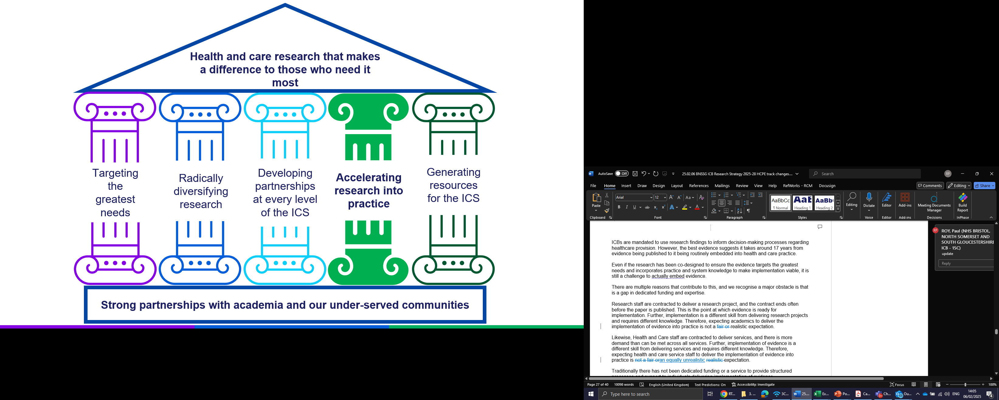 Health and care research that makes
a difference to those who need it
most
Targeting
the
greatest
needs
Radically
diversifying
research
Developing
partnerships
at every level
of the ICS
Accelerating
research into
practice
Generating
resources
for the ICS
Strong partnerships with academia and our under-served communities
AutoSave Off 25.02.06 BNSSG ICB Research Strategy 2025-28 HCPE track changes.... Search RP
File Home Insert Draw Design Layout References Mailings Review View Help RefWorks - RCM Docusign Comments Editing Share
Paste Arial 12 Aa AaBbCc AaB AaBb( Editing Dictate Editor Add-ins Meeting Documents Manager Build Report
¶ Normal Heading 1 Heading 2
Clipboard Font Paragraph Styles Voice Editor Add-ins Decisions InPhase
ICBs are mandated to use research findings to inform decision-making processes regarding
healthcare provision. However, the best evidence suggests it takes around 17 years from
evidence being published to it being routinely embedded into health and care practice.
Even if the research has been co-designed to ensure the evidence targets the greatest
needs and incorporates practice and system knowledge to make implementation viable, it is
still a challenge to actually embed evidence.
There are multiple reasons that contribute to this, and we recognise a major obstacle is that
is a gap in dedicated funding and expertise.
Research staff are contracted to deliver a research project, and the contract ends often
before the paper is published. This is the point at which evidence is ready for
implementation. Further, implementation is a different skill from delivering research projects
and requires different knowledge. Therefore, expecting academics to deliver the
implementation of evidence into practice is not a fair or realistic expectation.
Likewise, Health and Care staff are contracted to deliver services, and there is more
demand than can be met across all services. Further, implementation of evidence is a
different skill from delivering services and requires different knowledge. Therefore,
expecting health and care service staff to deliver the implementation of evidence into
practice is not a fair oran equally unrealistic realistic expectation.
Traditionally there has not been dedicated funding or a service to provide structured
RP ROY, Paul (NHS BRISTOL,
NORTH SOMERSET AND
SOUTH GLOUCESTERSHIRE
ICB - 15C)
update
Reply
Page 27 of 40 10098 words English (United Kingdom) Text Predictions: On Accessibility: Investigate Focus 100%
Type here to search RT... 3. ... 3C... 25.... Ex... Po... Ca... Ch... Ou... ENG 14:05
06/02/2025 4